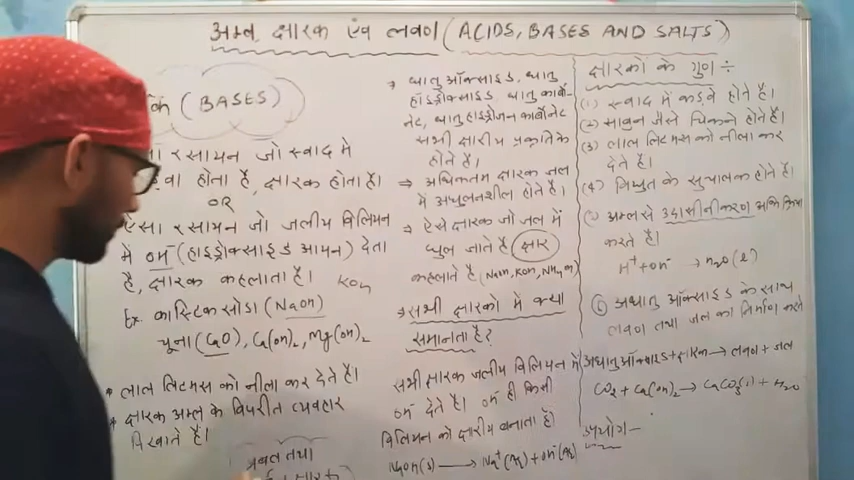 अम्ल, क्षारक एंव लवण (ACIDS, BASES AND SALTS)
(BASES)
रसायन जो स्वाद मे
होता है, क्षारक होता है।
OR
ऐसा रसायन जो जलीय विलियन
में OH⁻ (हाइड्रोक्साइड आयन) देता
है, क्षारक कहलाता है। KOH
Ex कास्टिक सोडा (NaOH)
चूना (CaO), Ca(OH)₂, Mg(OH)₂
* लाल लिटमस को नीला कर देते है।
* क्षारक अम्ल के विपरीत व्यवहार
दिखाते है।
प्रबल तथा
→ धातु ऑक्साइड, धातु
हॉइड्रोक्साइड, धातु कार्बो-
नेट, धातु हाइड्रोजन कार्बोनेट
सभी क्षारीय प्रकृति के
होते है।
⇒ अधिकतम क्षारक जल
में अघुलनशील होते है।
⇒ ऐसे क्षारक जो जल में
घुल जाते है क्षार
कहलाते है (NaOH, KOH, NH₄OH)
→ सभी क्षारको में क्या
समानता है?
सभी क्षारक जलीय विलियन में
OH⁻ देते है। OH⁻ ही किसी
विलियन को क्षारीय बनाता है।
NaOH(s) ⟶ Na⁺(aq) + OH⁻(aq)
क्षारकों के गुण ÷
(1) स्वाद में कड़वे होते है।
(2) साबुन जैसे चिकने होते है।
(3) लाल लिटमस को नीला कर
देते है।
(4) विधुत के सुचालक होते है।
अम्ल से उदासीनीकरण अभि क्रिया
करते है।
H⁺ + OH⁻ → H₂O (l)
⑥ अधातु ऑक्साइड के साथ
लवण तथा जल का निर्माण करते
अधातु ऑक्साइड + क्षारक → लवण + जल
CO₂ + Ca(OH)₂ → CaCO₃(s) + H₂O
उपयोग –